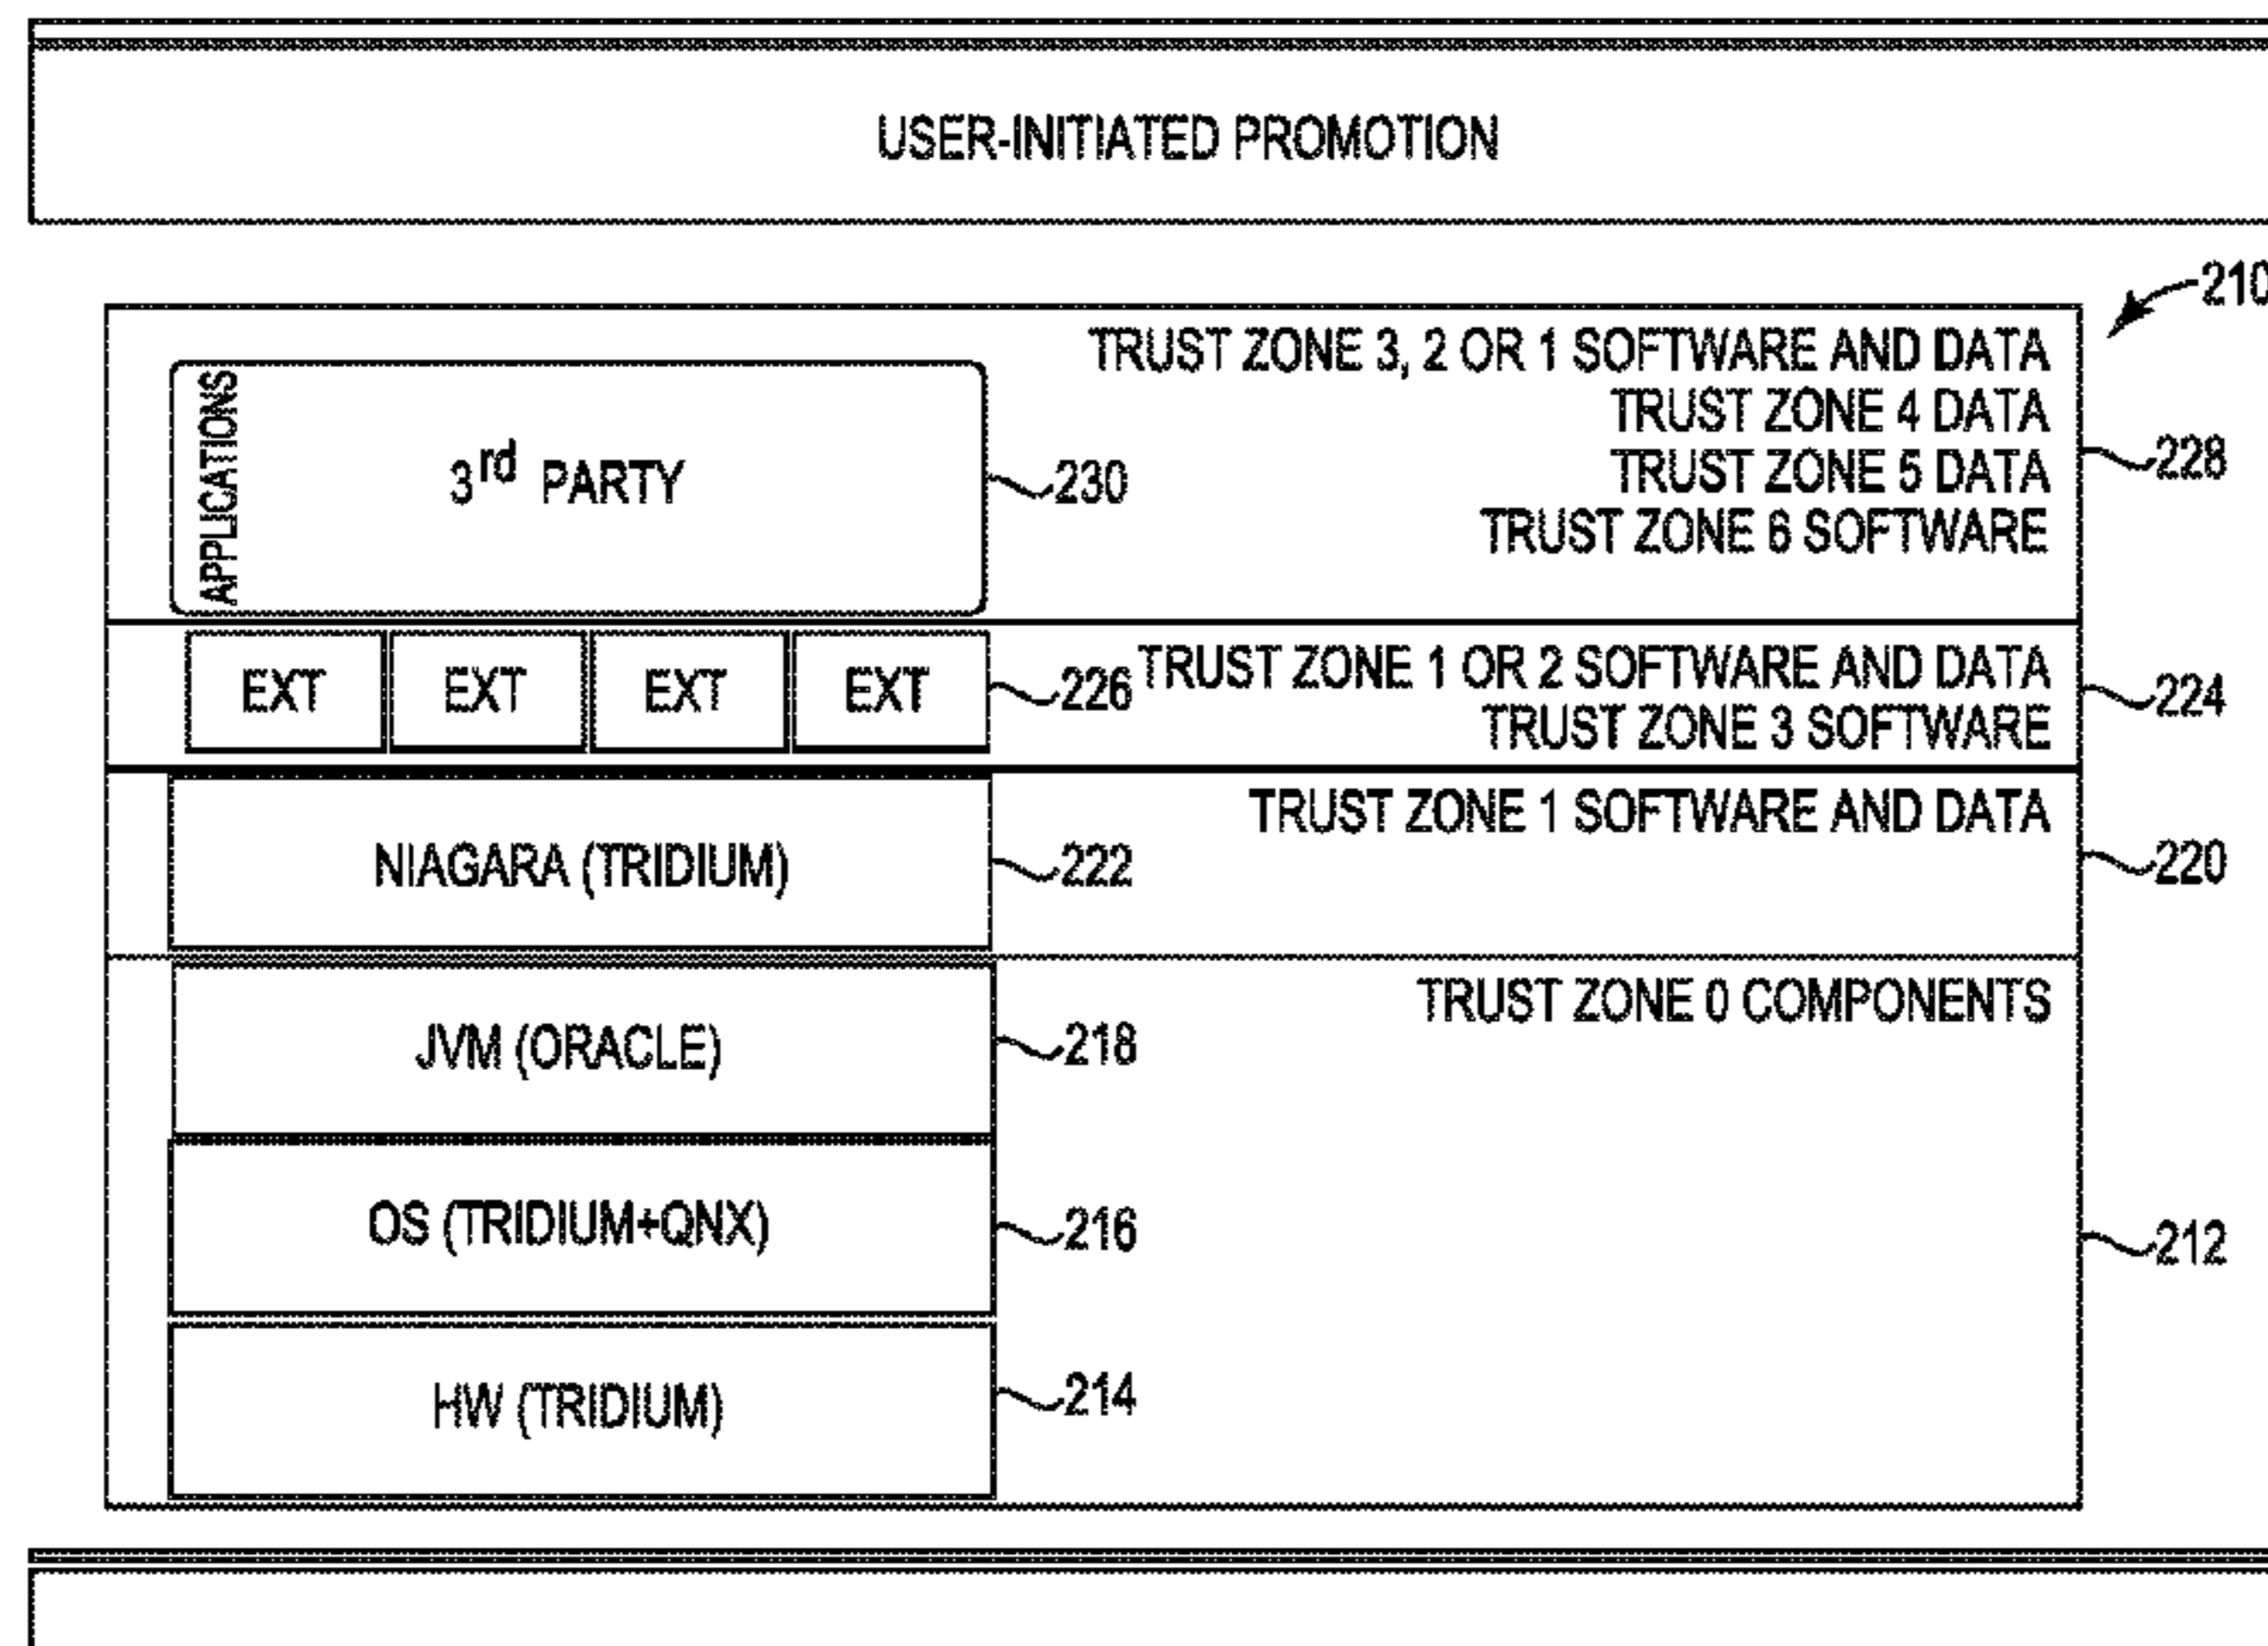 USER-INITIATED PROMOTION
210
TRUST ZONE 3, 2 OR 1 SOFTWARE AND DATA
TRUST ZONE 4 DATA
TRUST ZONE 5 DATA
TRUST ZONE 6 SOFTWARE
228
APPLICATIONS
3rd PARTY
230
EXT EXT EXT EXT
226
TRUST ZONE 1 OR 2 SOFTWARE AND DATA
TRUST ZONE 3 SOFTWARE
224
NIAGARA (TRIDIUM)
222
TRUST ZONE 1 SOFTWARE AND DATA
220
JVM (ORACLE)
218
TRUST ZONE 0 COMPONENTS
OS (TRIDIUM+QNX)
216
212
HW (TRIDIUM)
214